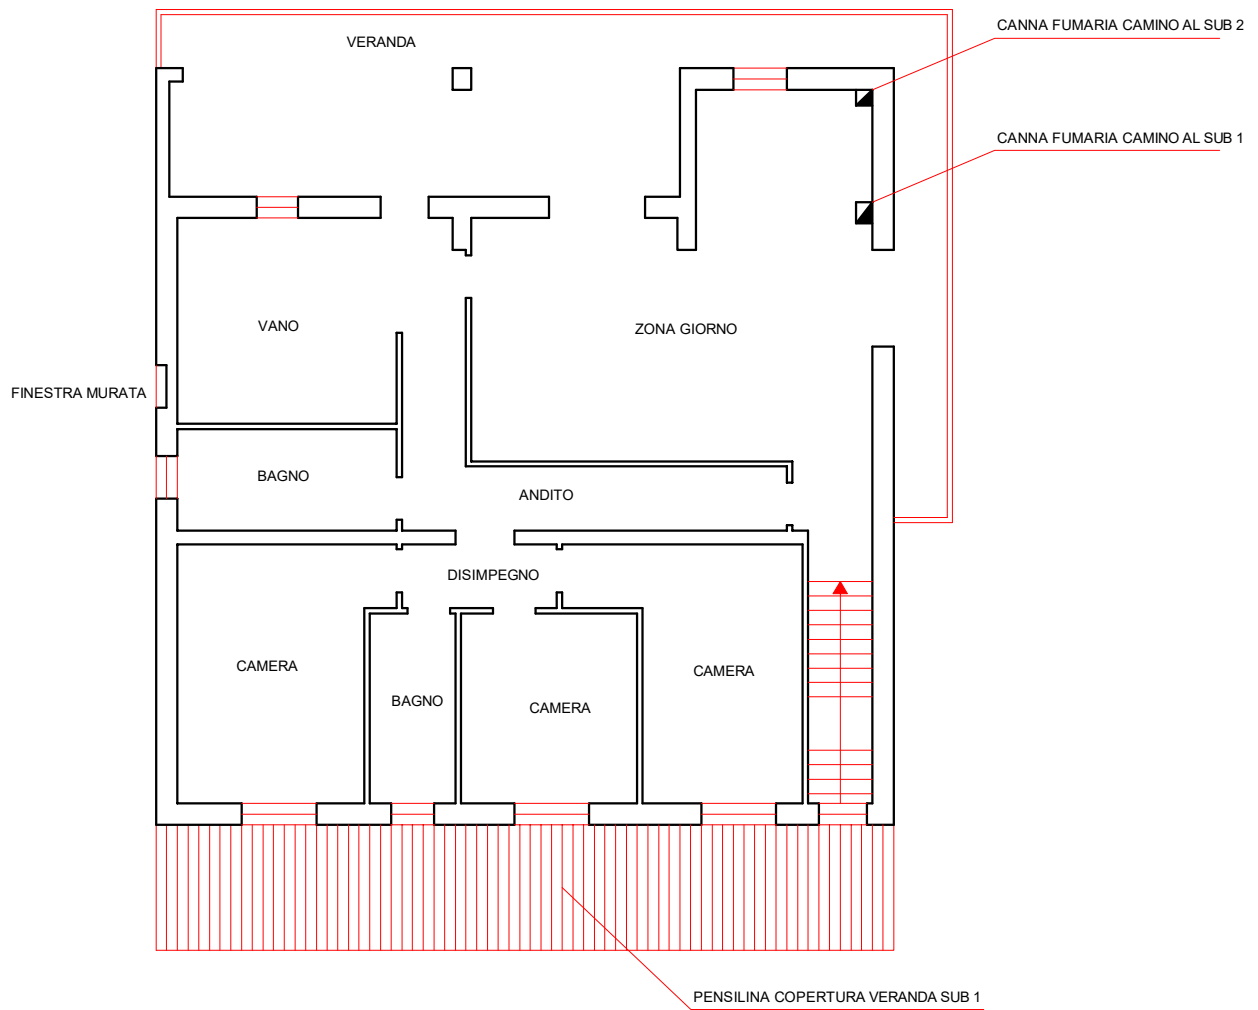 CANNA FUMARIA CAMINO AL SUB 2
VERANDA
CANNA FUMARIA CAMINO AL SUB 1
VANO
ZONA GIORNO
FINESTRA MURATA
BAGNO
ANDITO
DISIMPEGNO
CAMERA
CAMERA
BAGNO
CAMERA
PENSILINA COPERTURA VERANDA SUB 1